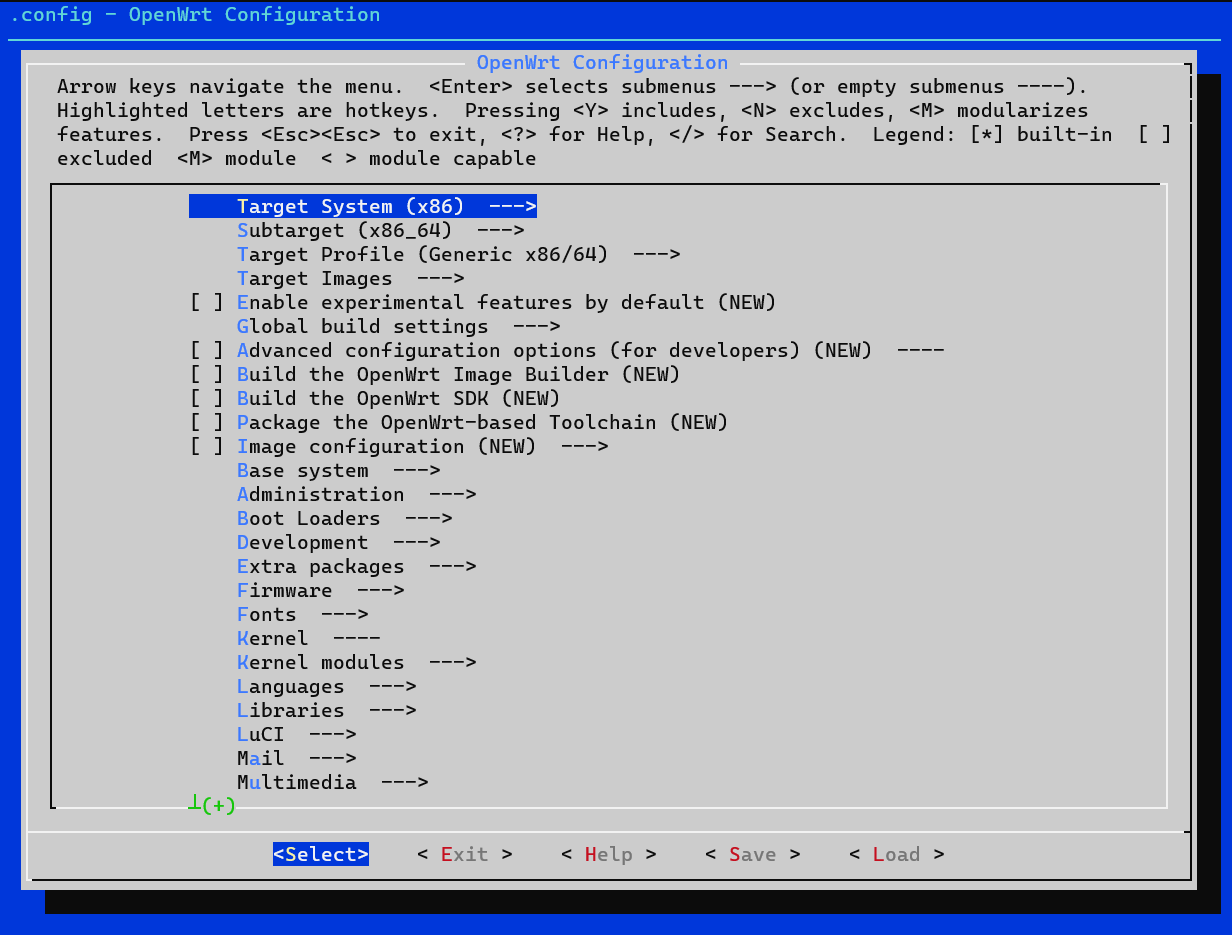 .config - OpenWrt Configuration
OpenWrt Configuration
Arrow keys navigate the menu.  <Enter> selects submenus ---> (or empty submenus ----).
Highlighted letters are hotkeys.  Pressing <Y> includes, <N> excludes, <M> modularizes
features.  Press <Esc><Esc> to exit, <?> for Help, </> for Search.  Legend: [*] built-in  [ ]
excluded  <M> module  < > module capable
Target System (x86)  --->
Subtarget (x86_64)  --->
Target Profile (Generic x86/64)  --->
Target Images  --->
[ ] Enable experimental features by default (NEW)
Global build settings  --->
[ ] Advanced configuration options (for developers) (NEW)  ----
[ ] Build the OpenWrt Image Builder (NEW)
[ ] Build the OpenWrt SDK (NEW)
[ ] Package the OpenWrt-based Toolchain (NEW)
[ ] Image configuration (NEW)  --->
Base system  --->
Administration  --->
Boot Loaders  --->
Development  --->
Extra packages  --->
Firmware  --->
Fonts  --->
Kernel  ----
Kernel modules  --->
Languages  --->
Libraries  --->
LuCI  --->
Mail  --->
Multimedia  --->
┴(+)
<Select>    < Exit >    < Help >    < Save >    < Load >